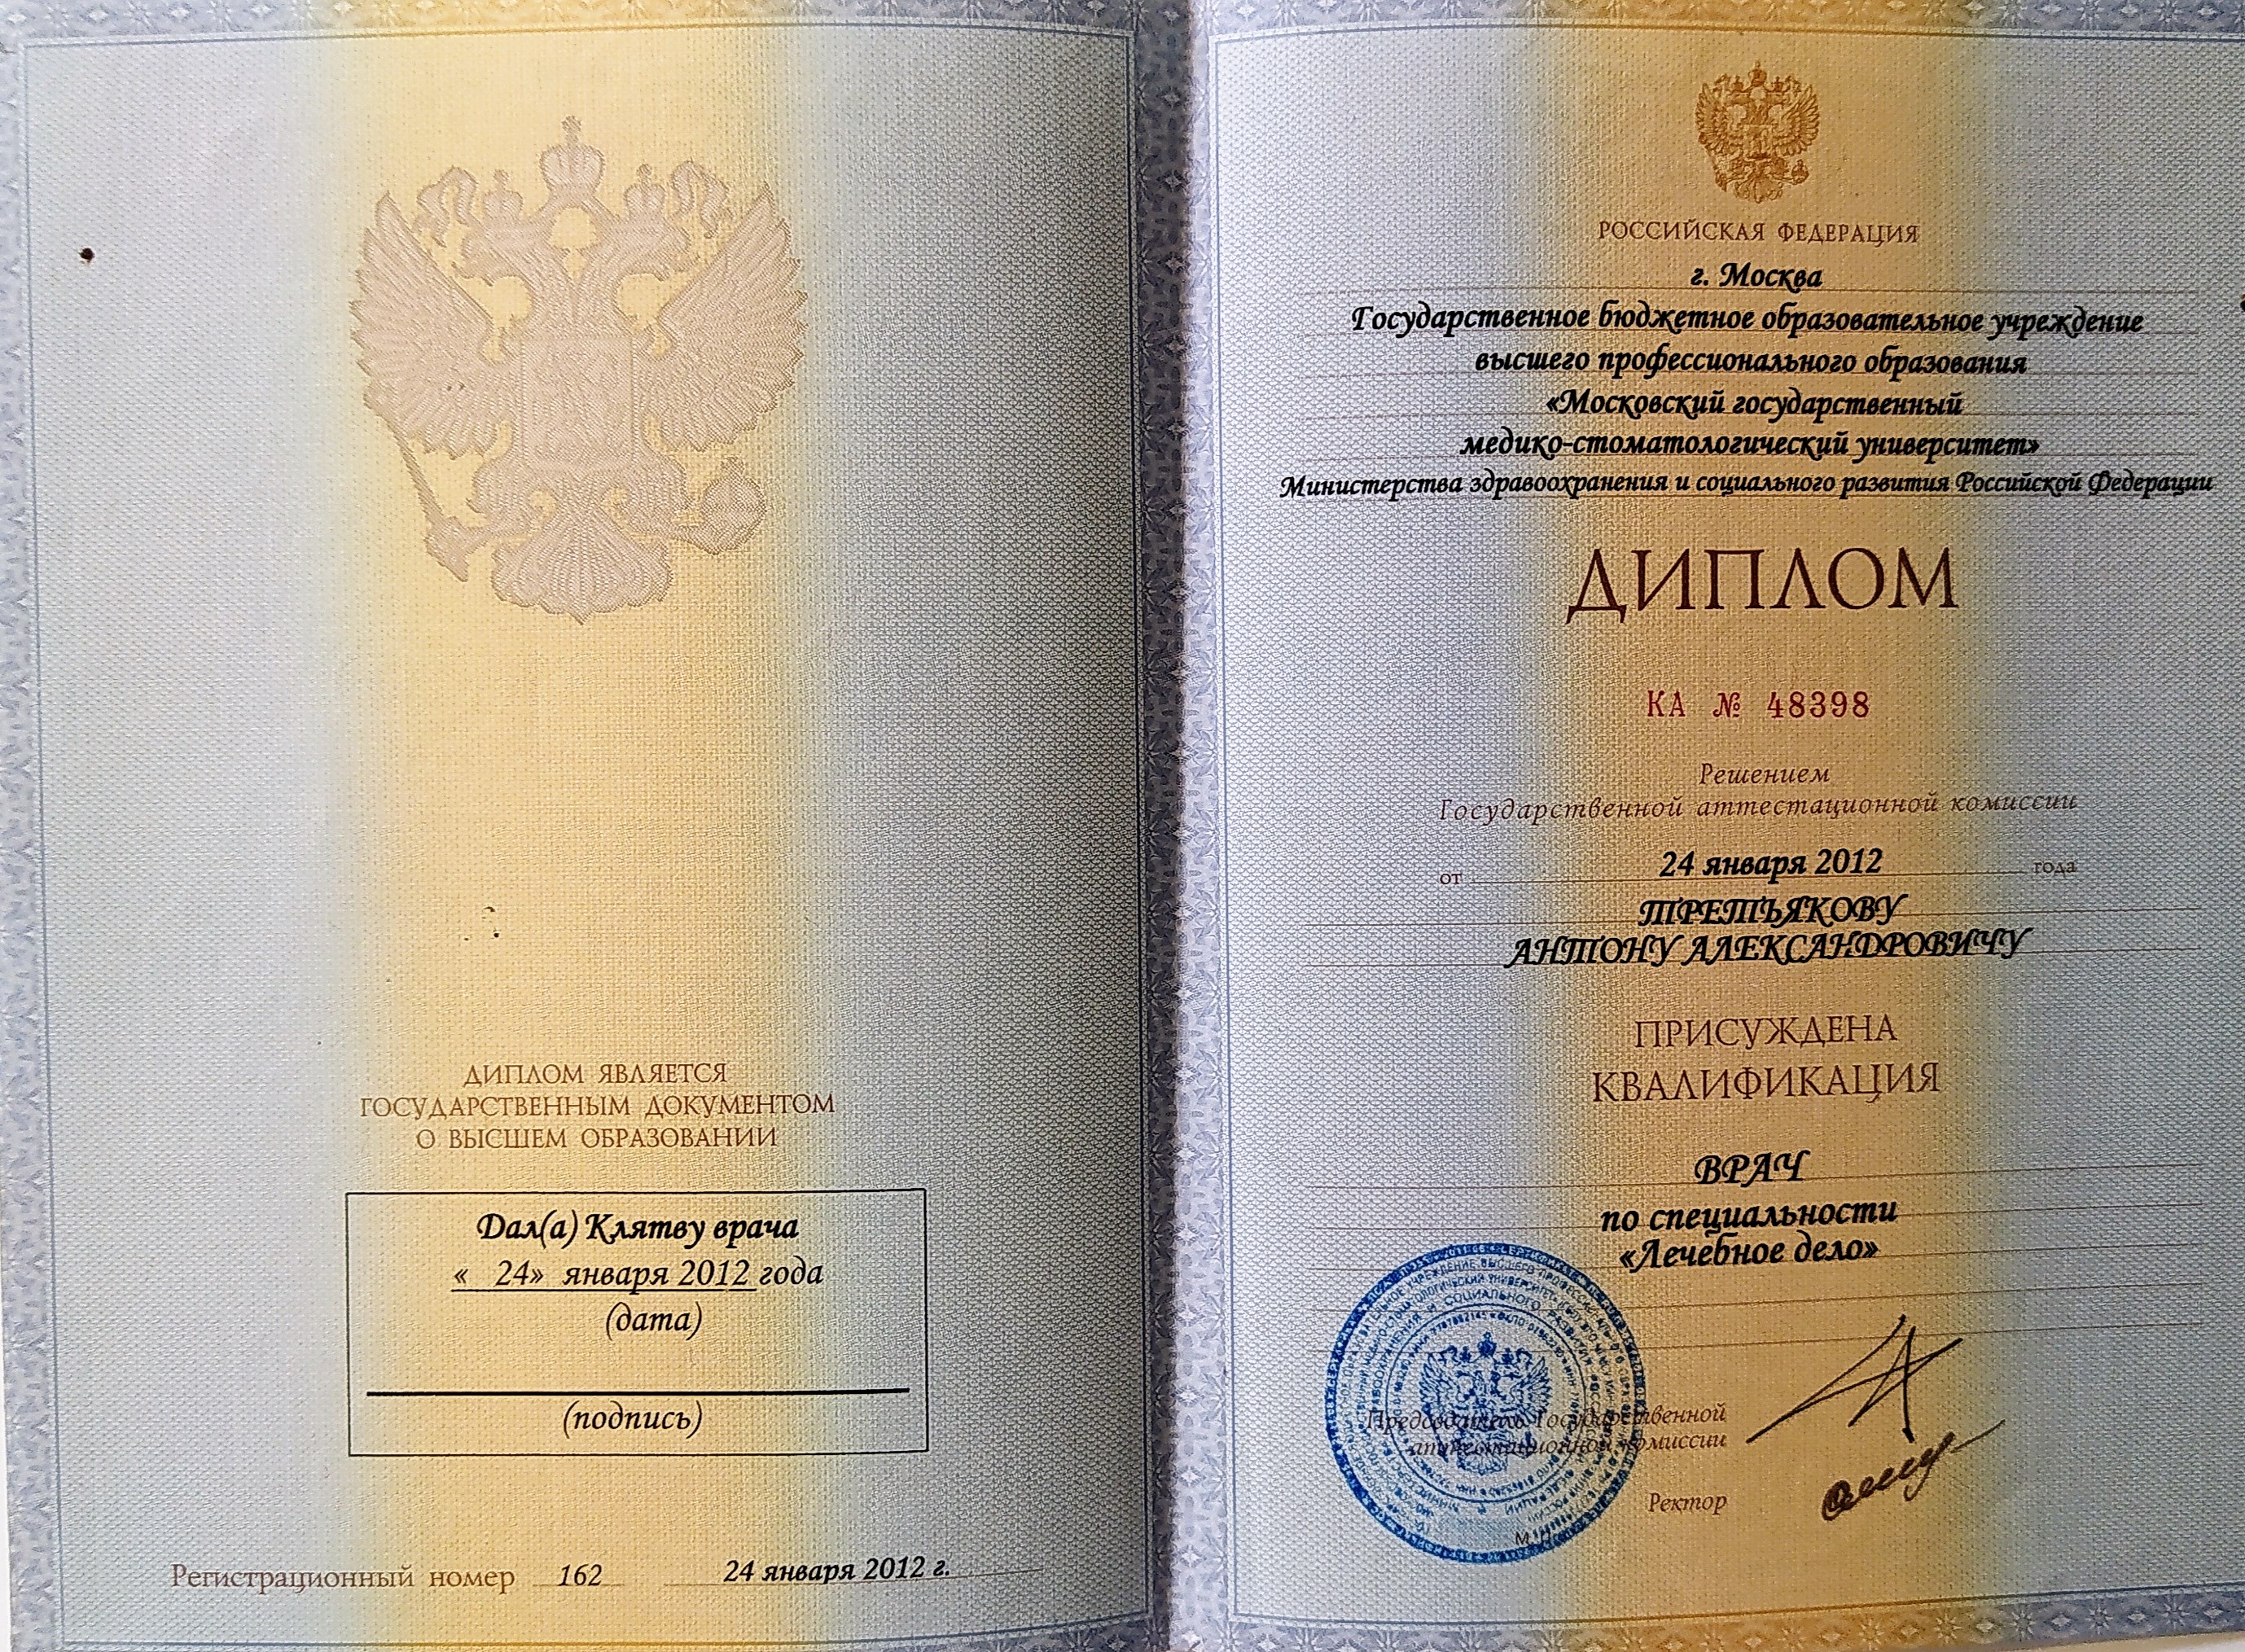 ДИПЛОМ ЯВЛЯЕТСЯ
ГОСУДАРСТВЕННЫМ ДОКУМЕНТОМ
О ВЫСШЕМ ОБРАЗОВАНИИ
Дал(а) Клятву врача
« 24» января 2012 года
(дата)
(подпись)
Регистрационный номер 162 24 января 2012 г.
РОССИЙСКАЯ ФЕДЕРАЦИЯ
г. Москва
Государственное бюджетное образовательное учреждение
высшего профессионального образования
«Московский государственный
медико-стоматологический университет»
Министерства здравоохранения и социального развития Российской Федерации
ДИПЛОМ
КА № 48398
Решением
Государственной аттестационной комиссии
от 24 января 2012 года
ТРЕТЬЯКОВУ
АНТОНУ АЛЕКСАНДРОВИЧУ
ПРИСУЖДЕНА
КВАЛИФИКАЦИЯ
ВРАЧ
по специальности
«Лечебное дело»
Председатель Государственной
аттестационной комиссии
Ректор
М.П.